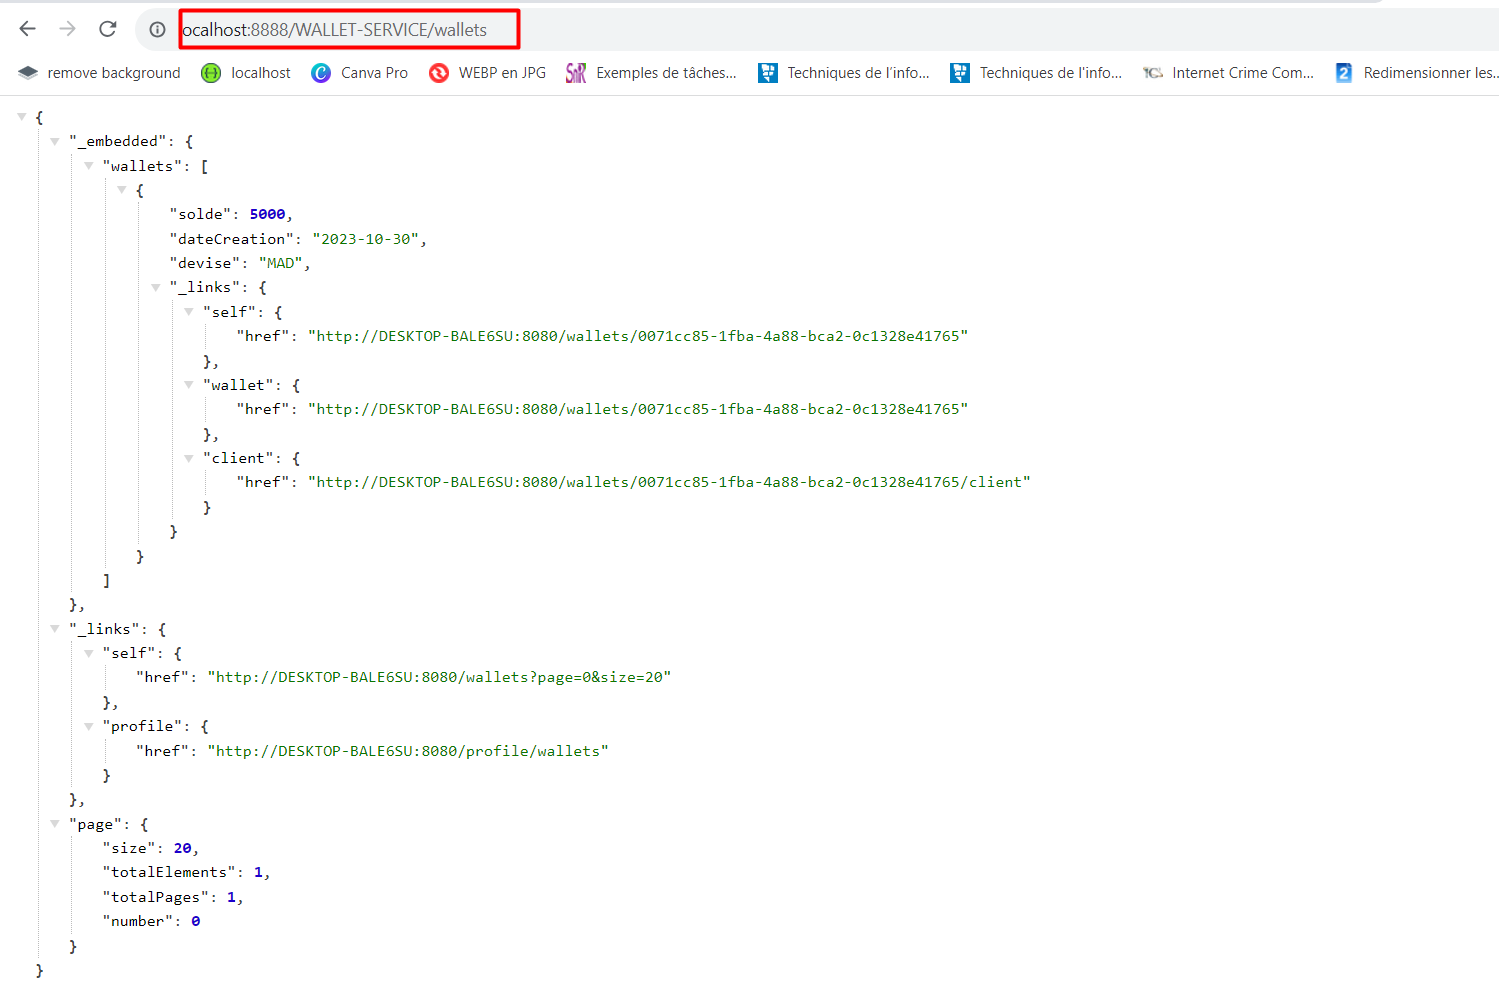 ocalhost:8888/WALLET-SERVICE/wallets
remove background localhost Canva Pro WEBP en JPG Exemples de tâches... Techniques de l'info... Techniques de l'info... Internet Crime Com... Redimensionner les...
{
"_embedded": {
"wallets": [
{
"solde": 5000,
"dateCreation": "2023-10-30",
"devise": "MAD",
"_links": {
"self": {
"href": "http://DESKTOP-BALE6SU:8080/wallets/0071cc85-1fba-4a88-bca2-0c1328e41765"
},
"wallet": {
"href": "http://DESKTOP-BALE6SU:8080/wallets/0071cc85-1fba-4a88-bca2-0c1328e41765"
},
"client": {
"href": "http://DESKTOP-BALE6SU:8080/wallets/0071cc85-1fba-4a88-bca2-0c1328e41765/client"
}
}
}
]
},
"_links": {
"self": {
"href": "http://DESKTOP-BALE6SU:8080/wallets?page=0&size=20"
},
"profile": {
"href": "http://DESKTOP-BALE6SU:8080/profile/wallets"
}
},
"page": {
"size": 20,
"totalElements": 1,
"totalPages": 1,
"number": 0
}
}